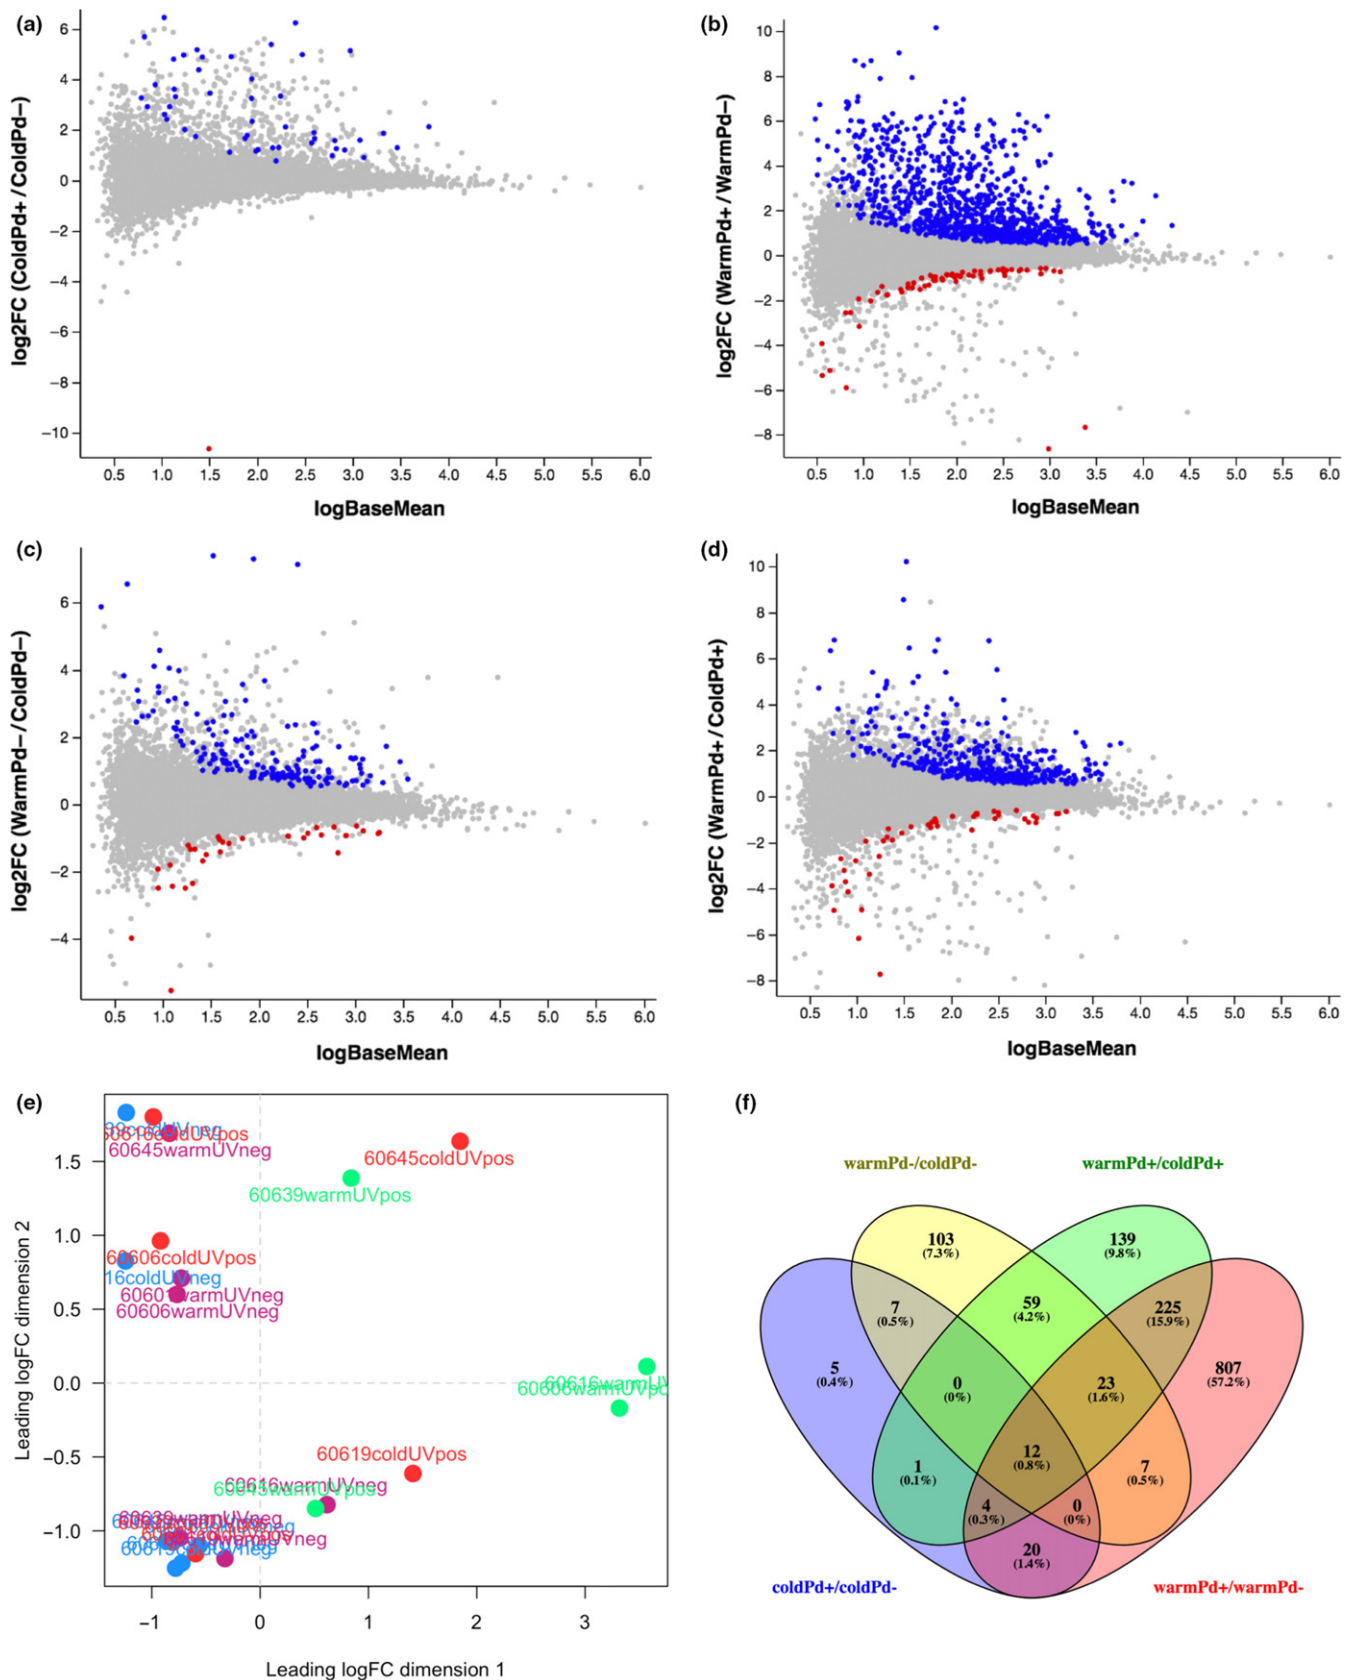 (a)
log2FC (ColdPd+/ColdPd−)
6
4
2
0
−2
−4
−6
−8
−10
0.5 1.0 1.5 2.0 2.5 3.0 3.5 4.0 4.5 5.0 5.5 6.0
logBaseMean
(b)
log2FC (WarmPd+/WarmPd−)
10
8
6
4
2
0
−2
−4
−6
−8
0.5 1.0 1.5 2.0 2.5 3.0 3.5 4.0 4.5 5.0 5.5 6.0
logBaseMean
(c)
log2FC (WarmPd−/ColdPd−)
6
4
2
0
−2
−4
0.5 1.0 1.5 2.0 2.5 3.0 3.5 4.0 4.5 5.0 5.5 6.0
logBaseMean
(d)
log2FC (WarmPd+/ColdPd+)
10
8
6
4
2
0
−2
−4
−6
−8
0.5 1.0 1.5 2.0 2.5 3.0 3.5 4.0 4.5 5.0 5.5 6.0
logBaseMean
(e)
Leading logFC dimension 2
1.5
1.0
0.5
0.0
−0.5
−1.0
60645warmUVneg
60645coldUVpos
60639warmUVpos
60606coldUVpos
16coldUVneg
60601warmUVneg
60606warmUVneg
60616warmUV
60606warmUVpo
60619coldUVpos
60616warmUVneg
60645warmUVpos
60639warmUVneg
60619coldUVneg
−1 0 1 2 3
Leading logFC dimension 1
(f)
warmPd-/coldPd-
warmPd+/coldPd+
103
(7.3%)
139
(9.8%)
7
(0.5%)
59
(4.2%)
225
(15.9%)
5
(0.4%)
0
(0%)
23
(1.6%)
807
(57.2%)
12
(0.8%)
1
(0.1%)
7
(0.5%)
4
(0.3%)
0
(0%)
20
(1.4%)
coldPd+/coldPd-
warmPd+/warmPd-